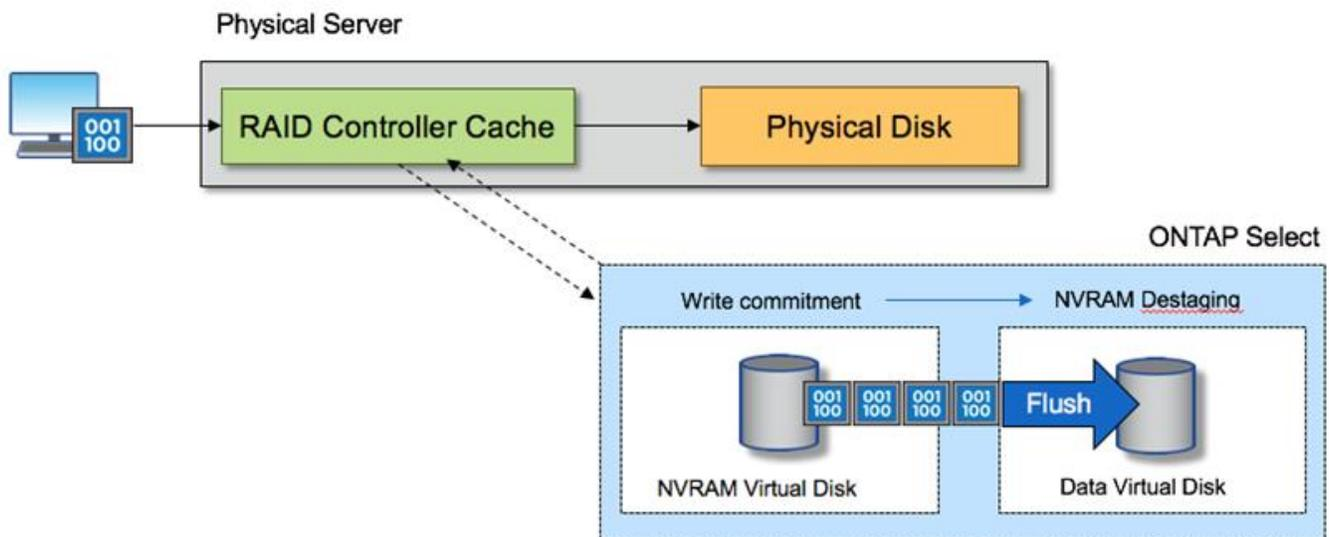 Physical Server
001
100
RAID Controller Cache
Physical Disk
ONTAP Select
Write commitment
NVRAM Destaging
001 001 001 001
100 100 100 100
Flush
NVRAM Virtual Disk
Data Virtual Disk